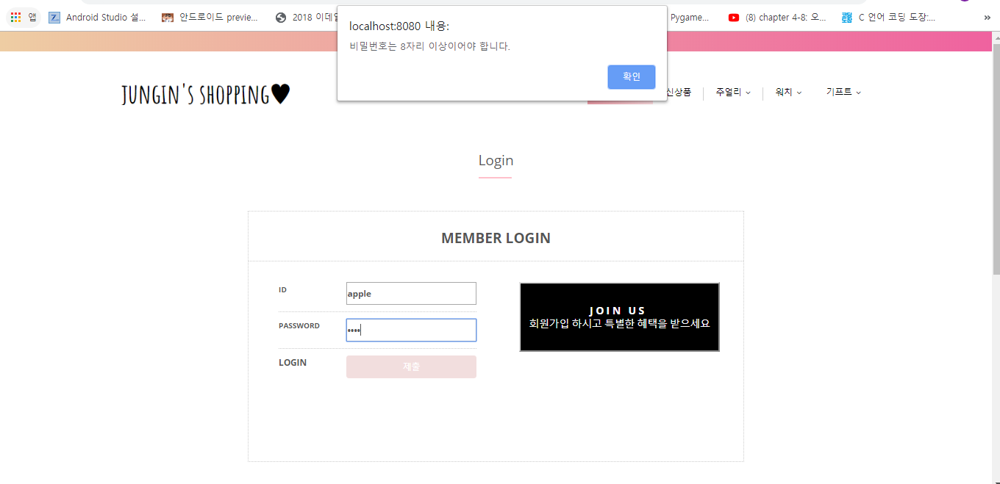 앱
Android Studio 설...
안드로이드 previe...
2018 이데일
Pygame...
(8) chapter 4-8: 오...
C 언어 코딩 도장:...
»
localhost:8080 내용:
비밀번호는 8자리 이상이어야 합니다.
확인
JUNGIN'S SHOPPING♥
신상품
주얼리
워치
기프트
Login
MEMBER LOGIN
ID
apple
PASSWORD
••••
LOGIN
제출
JOIN US
회원가입 하시고 특별한 혜택을 받으세요